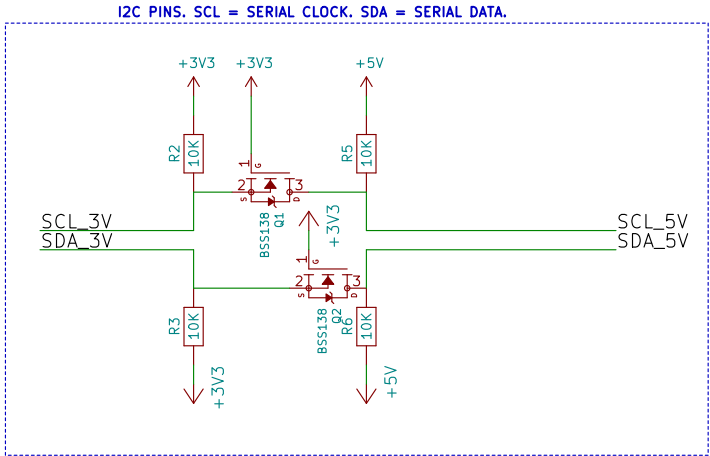 I2C PINS. SCL = SERIAL CLOCK. SDA = SERIAL DATA.
+3V3
+3V3
+5V
R2
10K
1
G
2
3
S
D
BSS138
Q1
R5
10K
+3V3
SCL_3V
SDA_3V
SCL_5V
SDA_5V
1
G
2
3
S
D
BSS138
Q2
R3
10K
R6
10K
+3V3
+5V